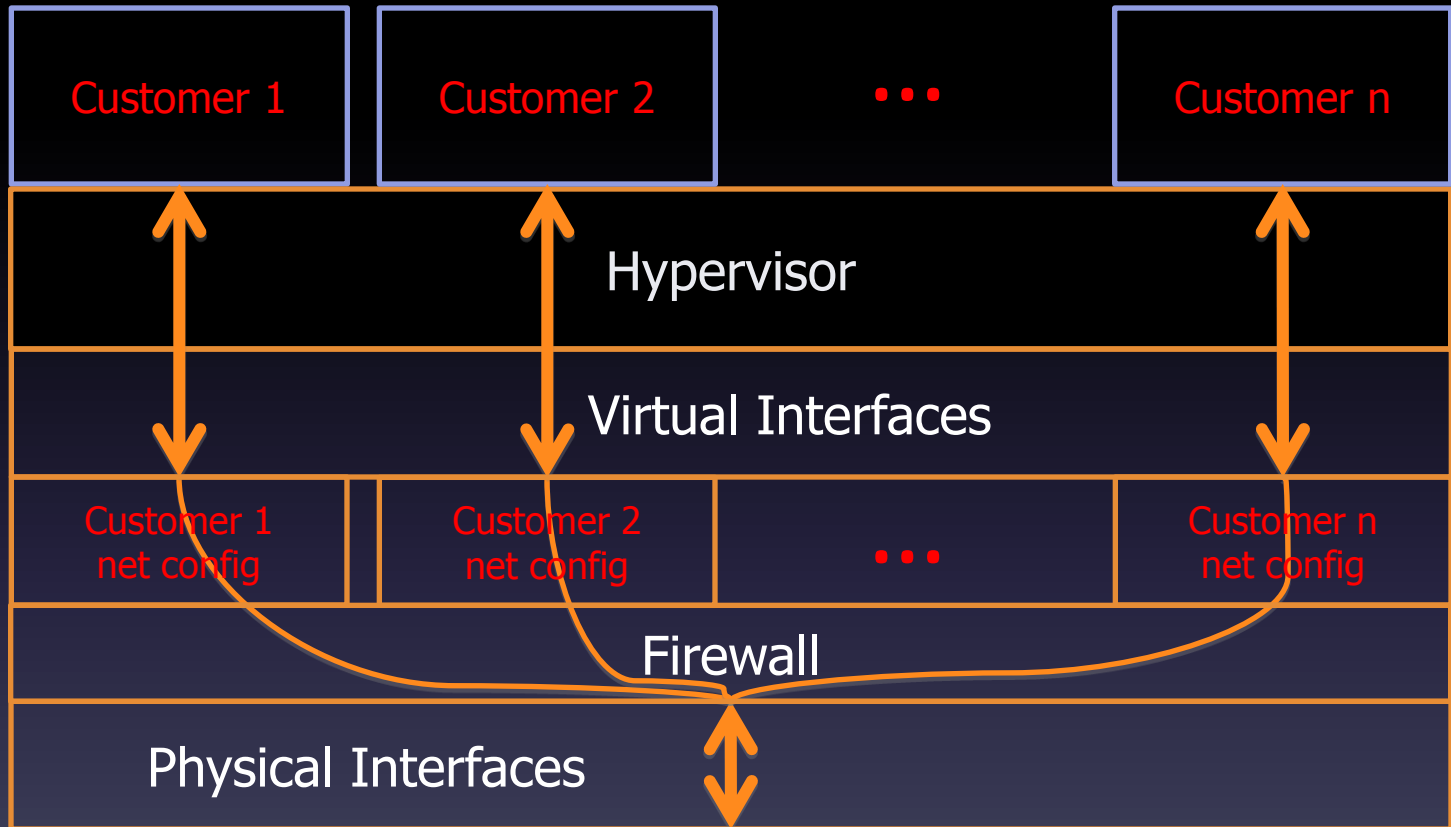 Customer 1
Customer 2
...
Customer n
Hypervisor
Virtual Interfaces
Customer 1
net config
Customer 2
net config
...
Customer n
net config
Firewall
Physical Interfaces